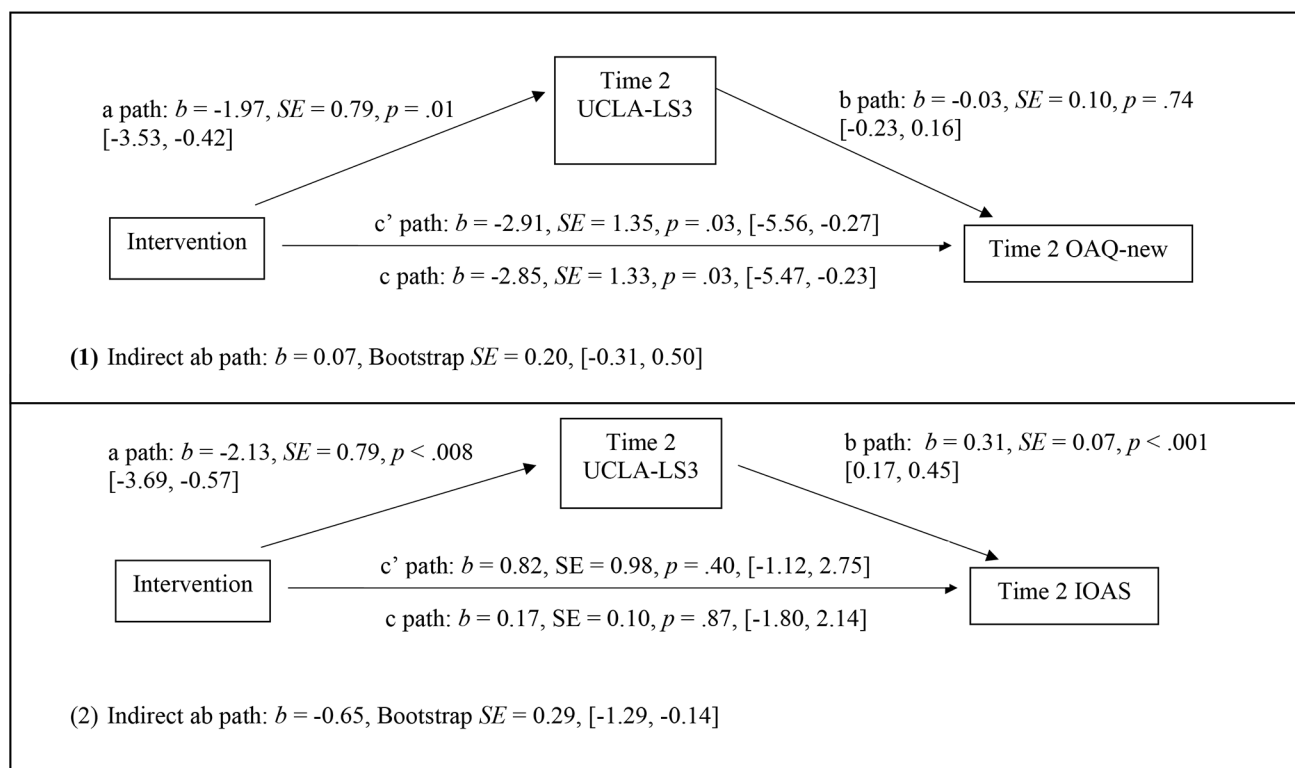 Time 2
UCLA-LS3
a path: b = -1.97, SE = 0.79, p = .01
[-3.53, -0.42]
b path: b = -0.03, SE = 0.10, p = .74
[-0.23, 0.16]
Intervention
c’ path: b = -2.91, SE = 1.35, p = .03, [-5.56, -0.27]
c path: b = -2.85, SE = 1.33, p = .03, [-5.47, -0.23]
Time 2 OAQ-new
(1) Indirect ab path: b = 0.07, Bootstrap SE = 0.20, [-0.31, 0.50]
Time 2
UCLA-LS3
a path: b = -2.13, SE = 0.79, p < .008
[-3.69, -0.57]
b path: b = 0.31, SE = 0.07, p < .001
[0.17, 0.45]
Intervention
c’ path: b = 0.82, SE = 0.98, p = .40, [-1.12, 2.75]
c path: b = 0.17, SE = 0.10, p = .87, [-1.80, 2.14]
Time 2 IOAS
(2) Indirect ab path: b = -0.65, Bootstrap SE = 0.29, [-1.29, -0.14]